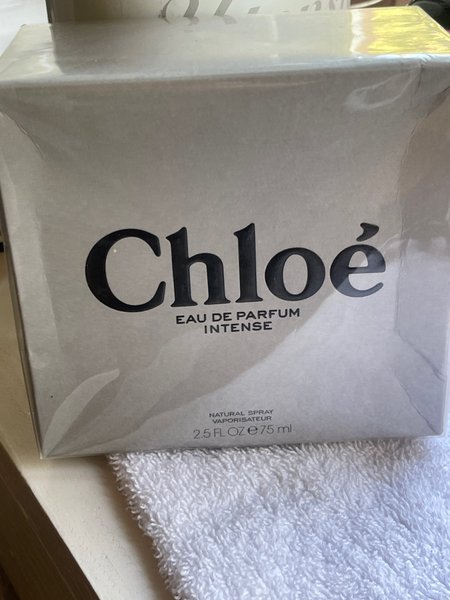 Chloé
EAU DE PARFUM
INTENSE
NATURAL SPRAY
VAPORISATEUR
2.5 FL OZ e 75 ml